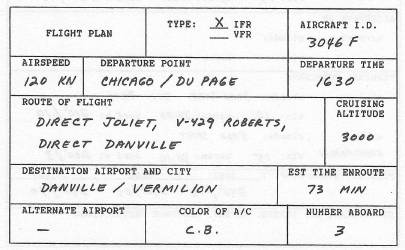 FLIGHT PLAN
TYPE: X IFR
VFR
AIRCRAFT I.D.
3046 F
AIRSPEED
120 KN
DEPARTURE POINT
CHICAGO / DU PAGE
DEPARTURE TIME
1630
ROUTE OF FLIGHT
DIRECT JOLIET, V-429 ROBERTS,
DIRECT DANVILLE
CRUISING
ALTITUDE
3000
DESTINATION AIRPORT AND CITY
DANVILLE / VERMILION
EST TIME ENROUTE
73 MIN
ALTERNATE AIRPORT
—
COLOR OF A/C
C.B.
NUMBER ABOARD
3